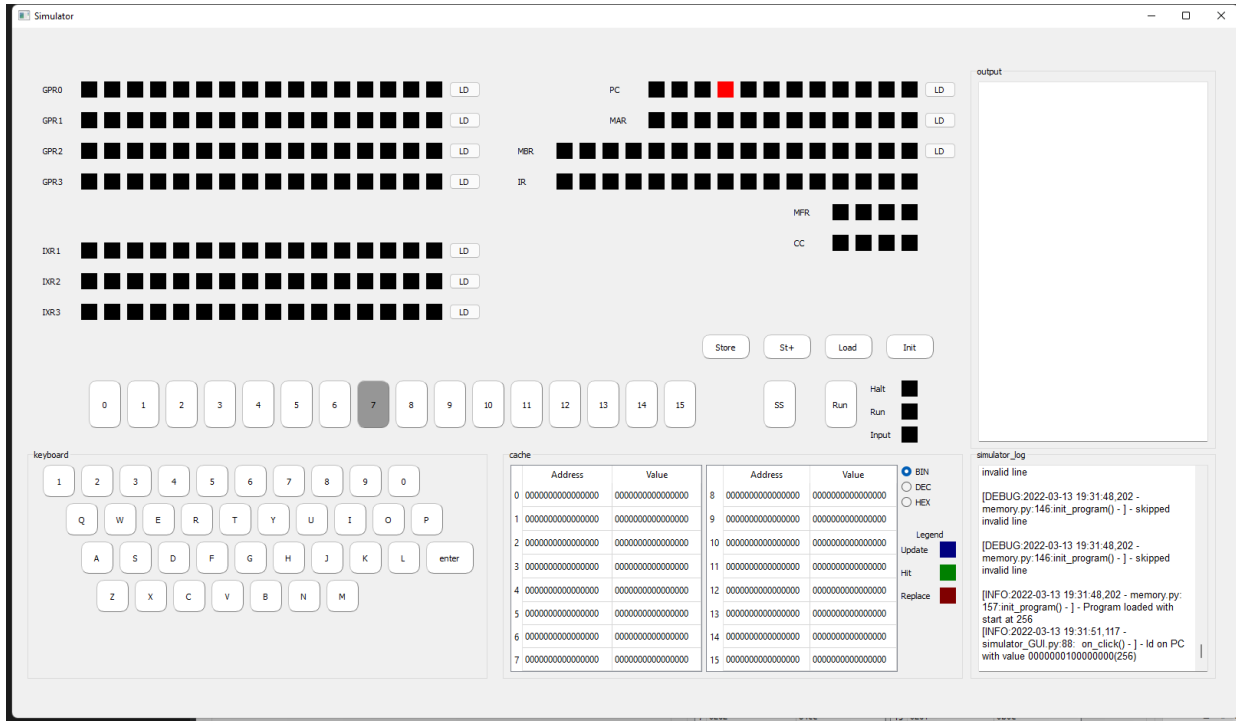 Simulator
output
GPR0 LD PC LD
GPR1 LD MAR LD
GPR2 LD MBR LD
GPR3 LD IR
MFR
CC
IXR1 LD
IXR2 LD
IXR3 LD
Store St+ Load Init
0 1 2 3 4 5 6 7 8 9 10 11 12 13 14 15 SS Run
Halt
Run
Input
keyboard
1 2 3 4 5 6 7 8 9 0
Q W E R T Y U I O P
A S D F G H J K L enter
Z X C V B N M
cache
Address Value Address Value
0 0000000000000000 0000000000000000 8 0000000000000000 0000000000000000
1 0000000000000000 0000000000000000 9 0000000000000000 0000000000000000
2 0000000000000000 0000000000000000 10 0000000000000000 0000000000000000
3 0000000000000000 0000000000000000 11 0000000000000000 0000000000000000
4 0000000000000000 0000000000000000 12 0000000000000000 0000000000000000
5 0000000000000000 0000000000000000 13 0000000000000000 0000000000000000
6 0000000000000000 0000000000000000 14 0000000000000000 0000000000000000
7 0000000000000000 0000000000000000 15 0000000000000000 0000000000000000
BIN
DEC
HEX
Legend
Update
Hit
Replace
simulator_log
invalid line
[DEBUG:2022-03-13 19:31:48,202 -
memory.py:146:init_program() - ] - skipped
invalid line
[DEBUG:2022-03-13 19:31:48,202 -
memory.py:146:init_program() - ] - skipped
invalid line
[INFO:2022-03-13 19:31:48,202 - memory.py:
157:init_program() - ] - Program loaded with
start at 256
[INFO:2022-03-13 19:31:51,117 -
simulator_GUI.py:88: on_click() - ] - ld on PC
with value 0000000100000000(256)